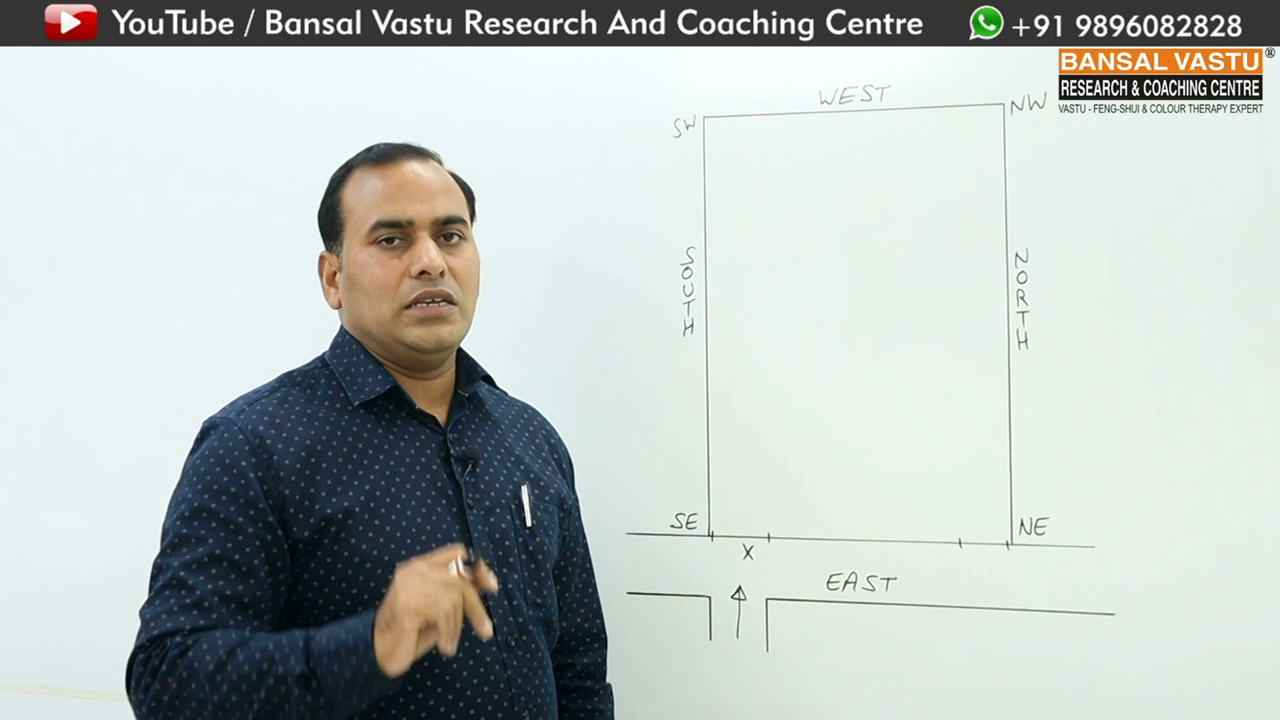 YouTube / Bansal Vastu Research And Coaching Centre
+91 9896082828
BANSAL VASTU®
RESEARCH & COACHING CENTRE
VASTU - FENG-SHUI & COLOUR THERAPY EXPERT
WEST
SW
NW
SOUTH
NORTH
SE
NE
X
EAST